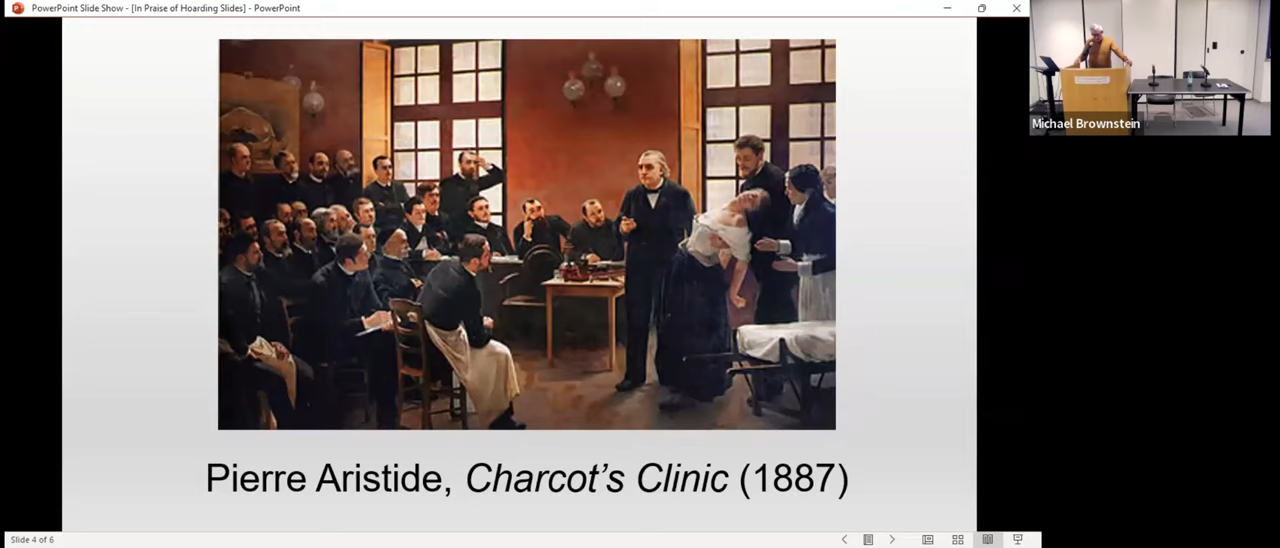 PowerPoint Slide Show - [In Praise of Hoarding Slides] - PowerPoint
Michael Brownstein
Pierre Aristide, Charcot's Clinic (1887)
Slide 4 of 6